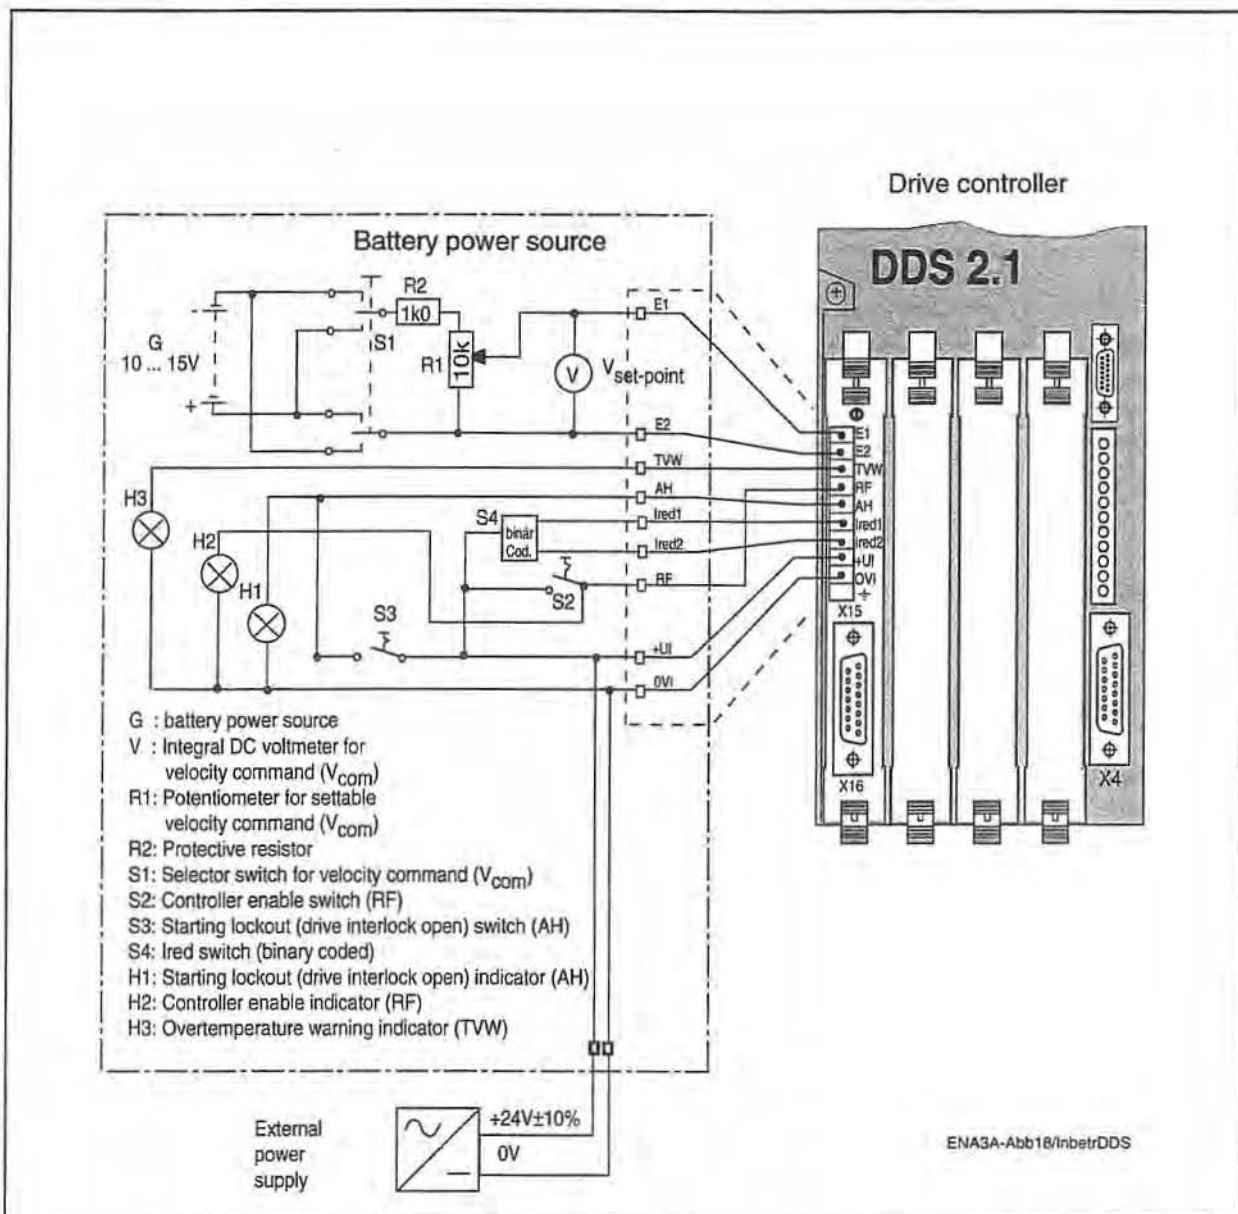 Drive controller
Battery power source
DDS 2.1
R2
1k0
E1
-
G
10 ... 15V
S1
R1
10k
V
Vset-point
+
E2
TVW
H3
AH
S4
binär
Cod.
Ired1
Ired2
H2
RF
S2
H1
S3
+UI
0VI
E1
E2
TVW
RF
AH
Ired1
Ired2
+UI
0VI
X15
X16
X4
G : battery power source
V : Integral DC voltmeter for
velocity command (Vcom)
R1: Potentiometer for settable
velocity command (Vcom)
R2: Protective resistor
S1: Selector switch for velocity command (Vcom)
S2: Controller enable switch (RF)
S3: Starting lockout (drive interlock open) switch (AH)
S4: Ired switch (binary coded)
H1: Starting lockout (drive interlock open) indicator (AH)
H2: Controller enable indicator (RF)
H3: Overtemperature warning indicator (TVW)
External
power
supply
+24V±10%
0V
ENA3A-Abb18/InbetrDDS